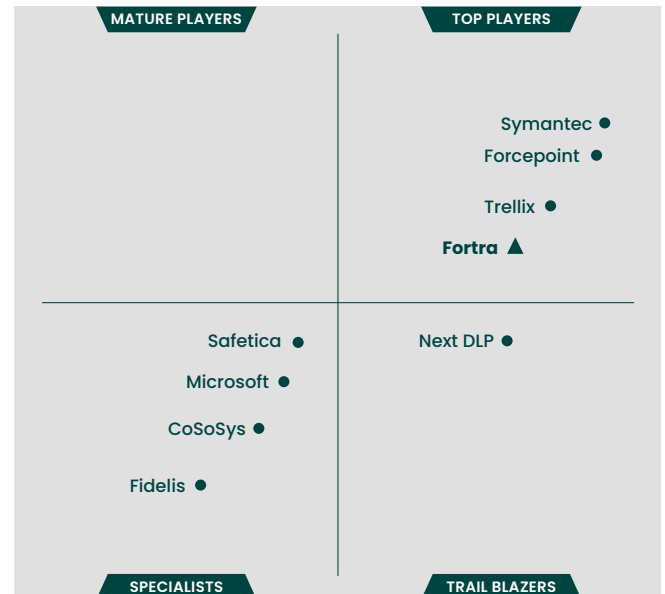 MATURE PLAYERS
TOP PLAYERS
Symantec
Forcepoint
Trellix
Fortra
Safetica
Next DLP
Microsoft
CoSoSys
Fidelis
SPECIALISTS
TRAIL BLAZERS